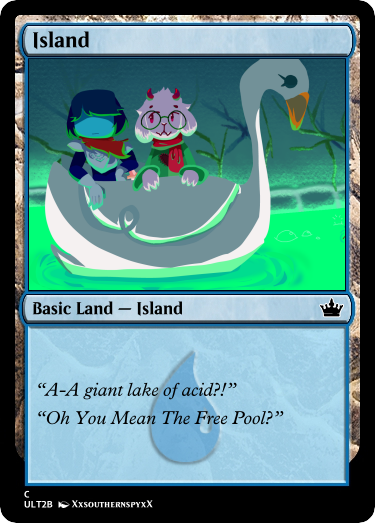 Island
Basic Land — Island
“A-A giant lake of acid?!”
“Oh You Mean The Free Pool?”
C
ULT2B XxsouthernspyxX